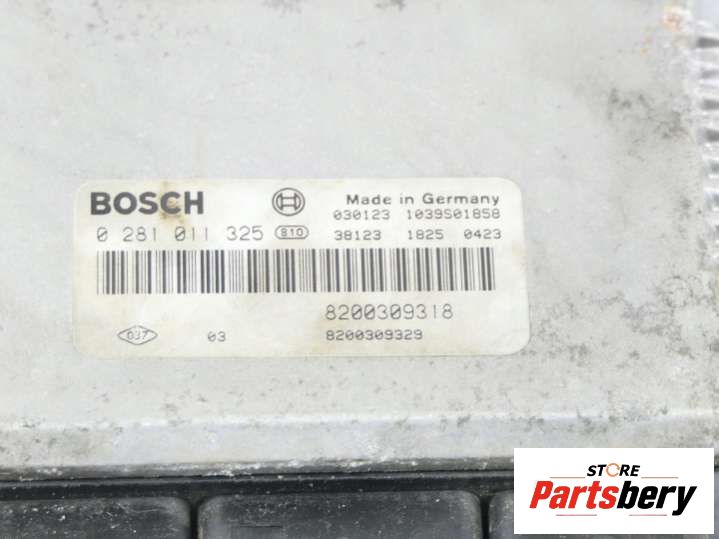 BOSCH Made in Germany
030123 1039S01858
0 281 011 325 810 38123 1825 0423
8200309318
037 03 8200309329
STORE
Partsbery